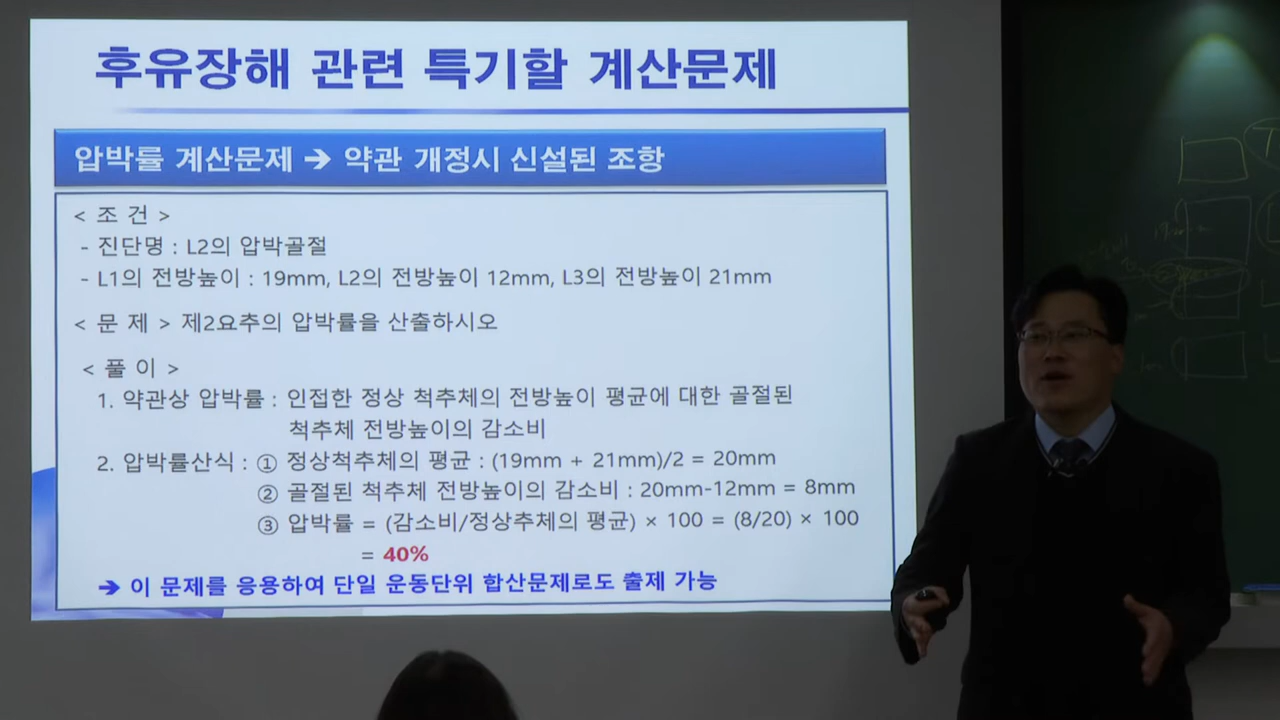 후유장해 관련 특기할 계산문제
압박률 계산문제 ➔ 약관 개정시 신설된 조항
< 조 건 >
- 진단명 : L2의 압박골절
- L1의 전방높이 : 19mm, L2의 전방높이 12mm, L3의 전방높이 21mm
< 문 제 > 제2요추의 압박률을 산출하시오
< 풀 이 >
1. 약관상 압박률 : 인접한 정상 척추체의 전방높이 평균에 대한 골절된
척추체 전방높이의 감소비
2. 압박률산식 : ① 정상척추체의 평균 : (19mm + 21mm)/2 = 20mm
② 골절된 척추체 전방높이의 감소비 : 20mm-12mm = 8mm
③ 압박률 = (감소비/정상추체의 평균) × 100 = (8/20) × 100
= 40%
➔ 이 문제를 응용하여 단일 운동단위 합산문제로도 출제 가능